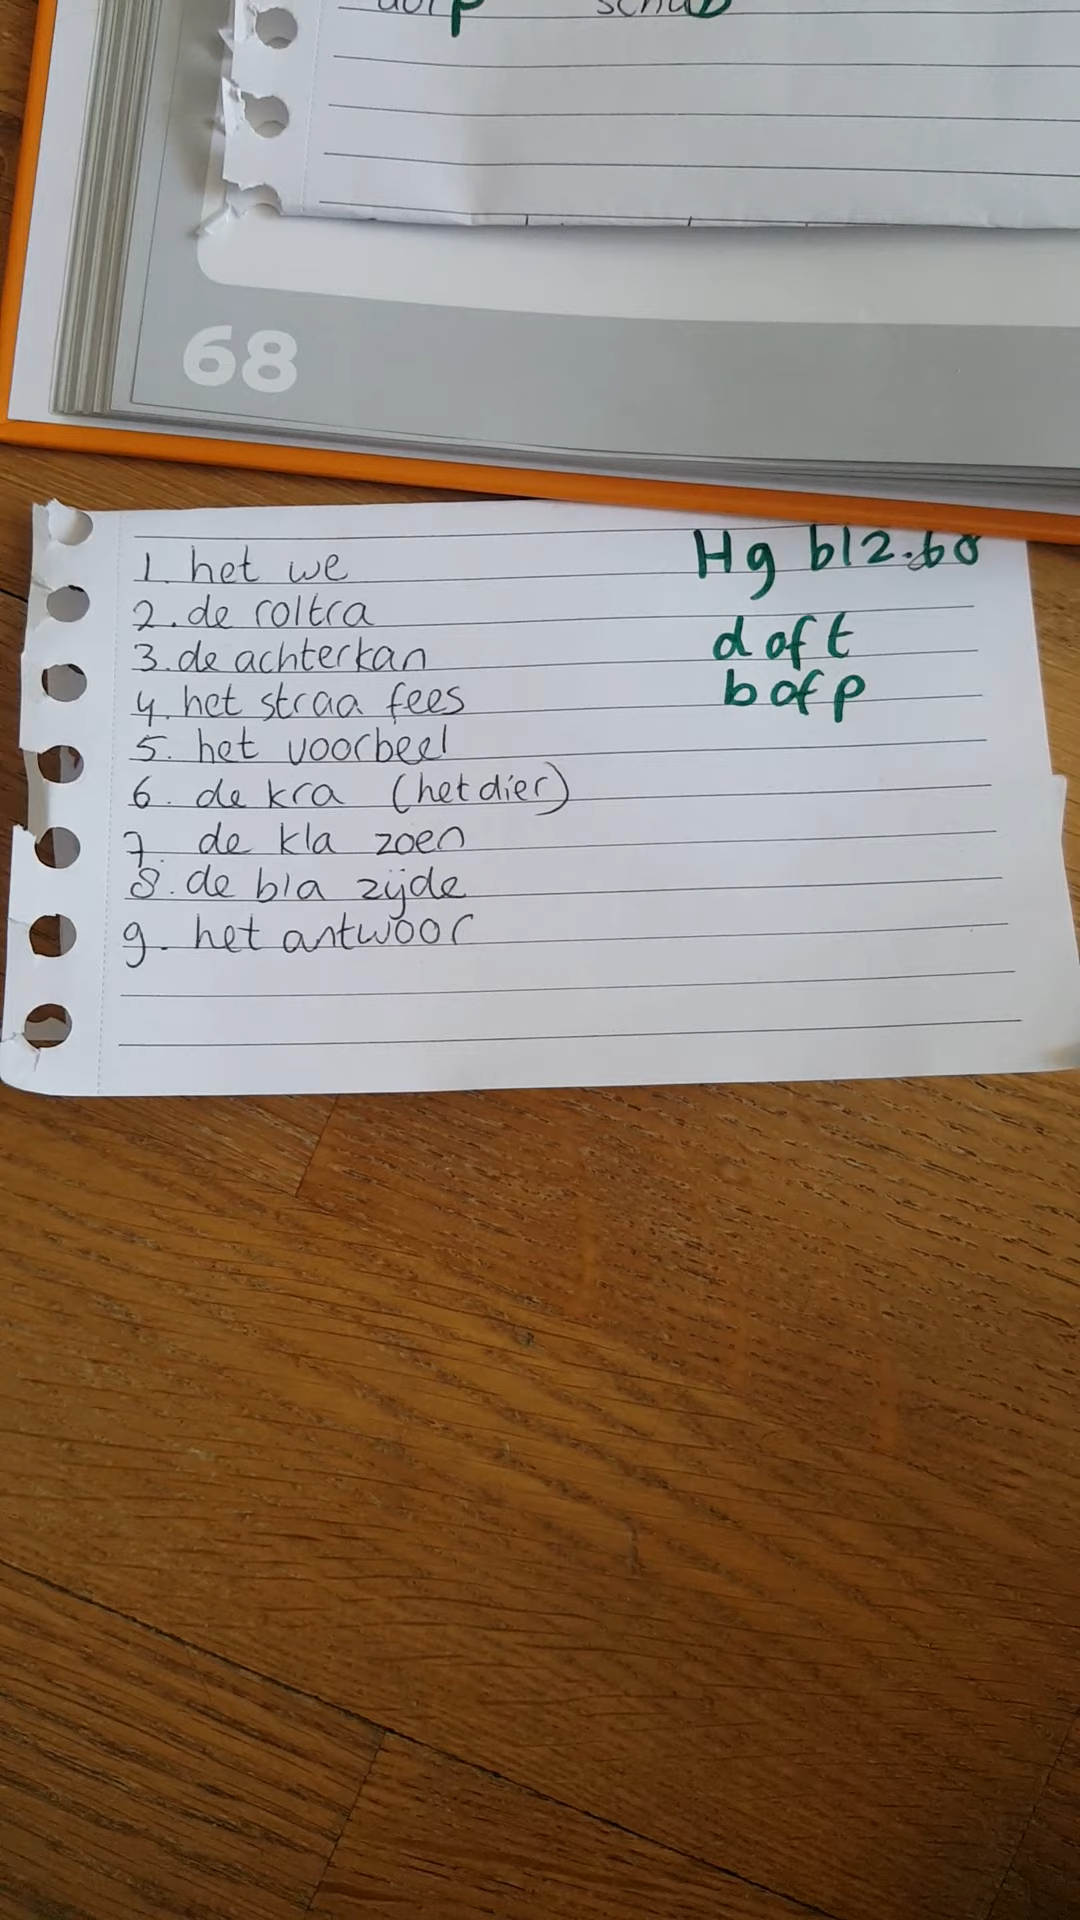 68
1. het we
2. de roltra
3. de achterkan
4. het straa fees
5. het voorbeel
6. de kra (het dier)
7. de kla zoen
8. de bla zijde
9. het antwoor
Hg blz. 68
d of t
b of p